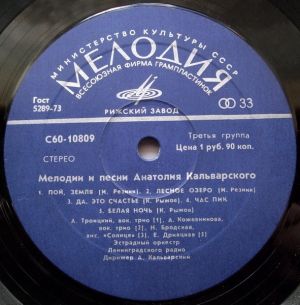 МИНИСТЕРСТВО КУЛЬТУРЫ СССР
МЕЛОДИЯ
ВСЕСОЮЗНАЯ ФИРМА ГРАМПЛАСТИНОК
Гост
5289-73
33
РИЖСКИЙ ЗАВОД
С60-10809
СТЕРЕО
Третья группа
Цена 1 руб. 90 коп.
Мелодии и песни Анатолия Кальварского
1. ПОЙ, ЗЕМЛЯ (И. Резник) 2. ЛЕСНОЕ ОЗЕРО (И. Резник)
3. ДА, ЭТО СЧАСТЬЕ (К. Рыжов) 4. ЧАС ПИК
5. БЕЛАЯ НОЧЬ (К. Рыжов)
А. Троицкий, вок. трио (1), А. Кожевникова,
вок. трио (2), Н. Бродская,
анс. «Солнце» (3), Е. Дриацкая (5)
Эстрадный оркестр
Ленинградского радио
Дирижер А. Кальварский